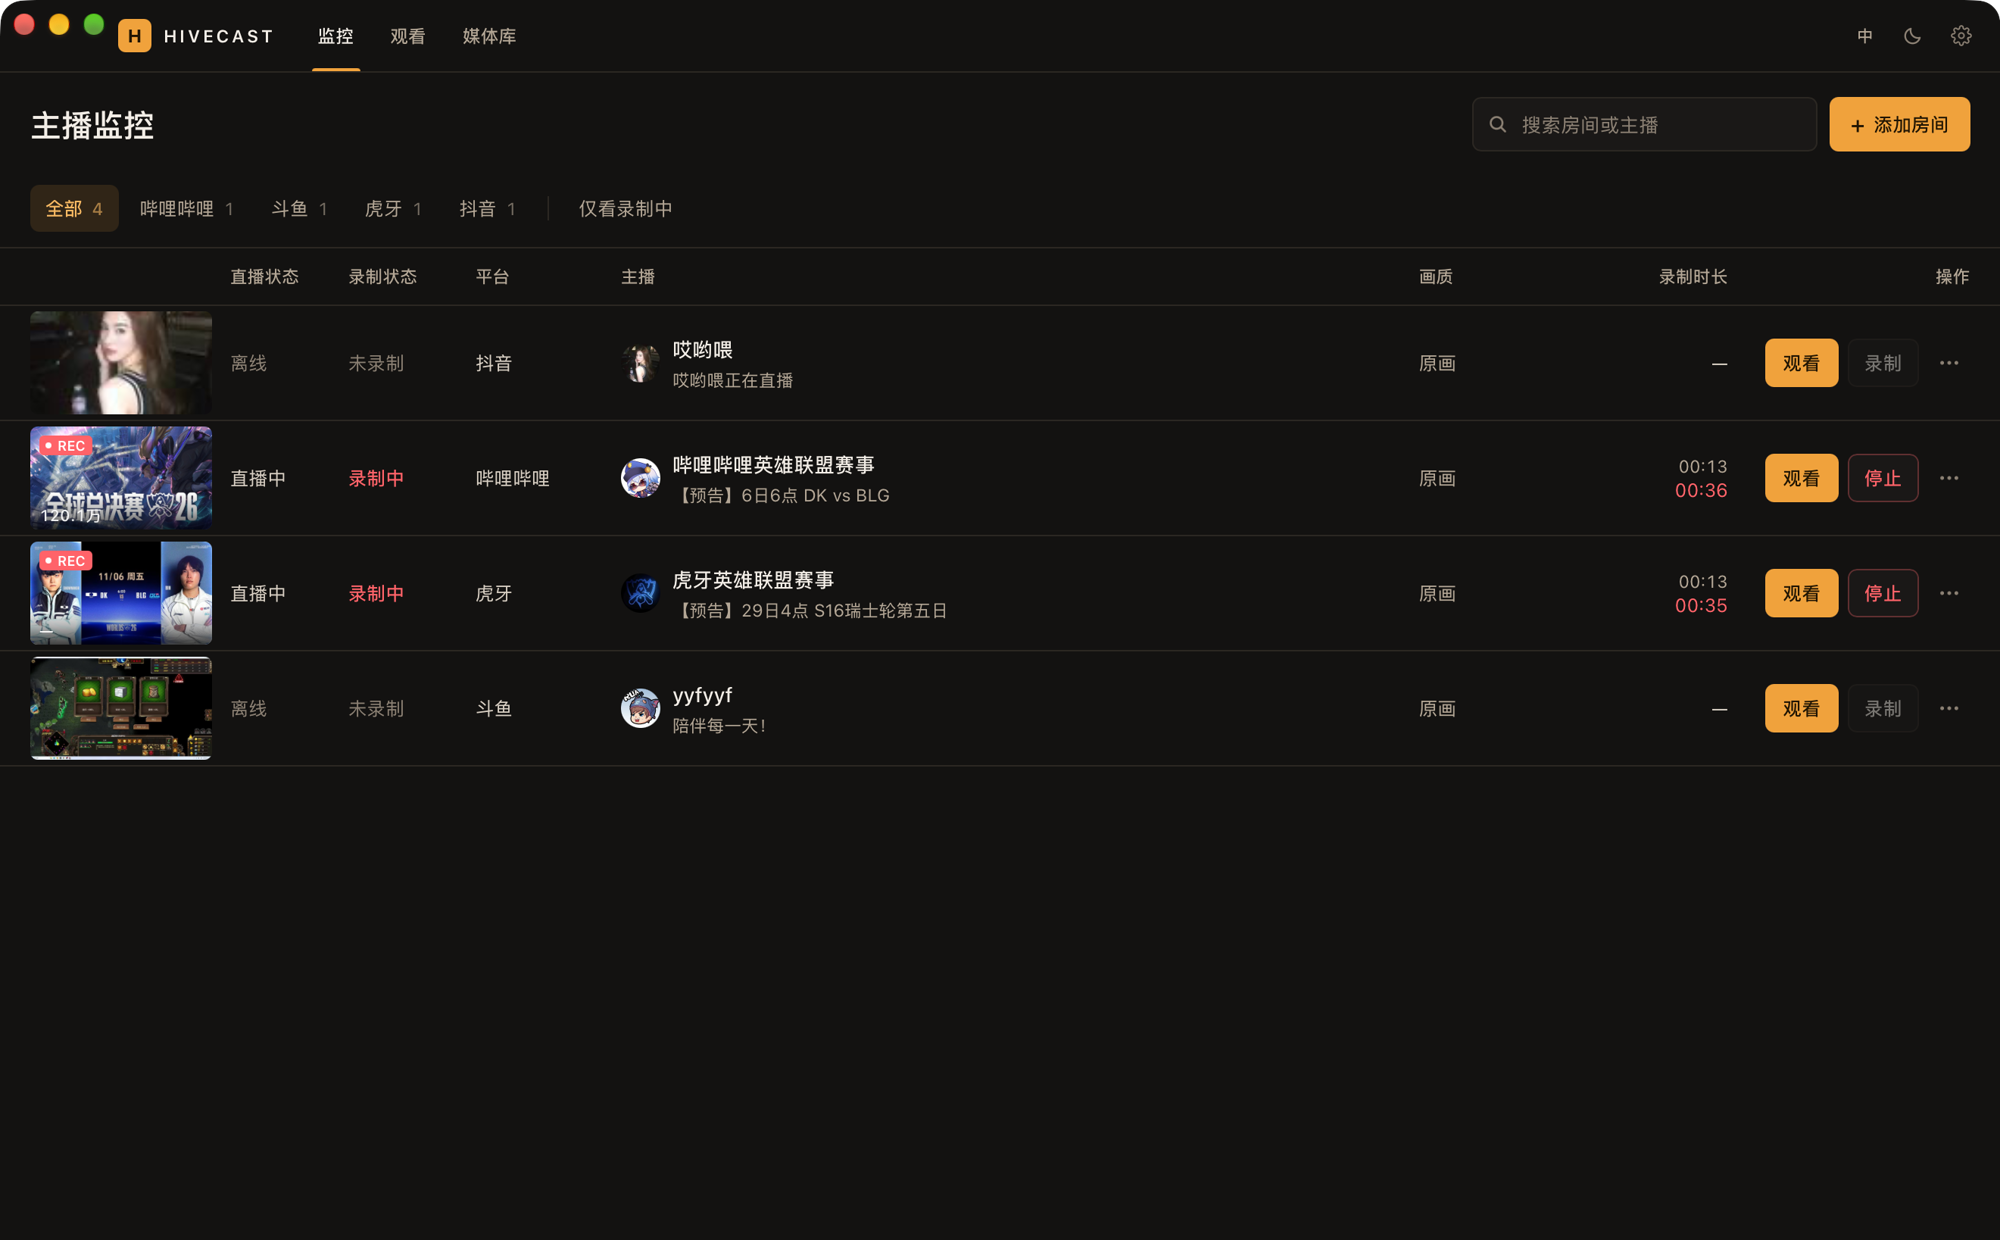 H HIVECAST 监控 观看 媒体库 中
主播监控
搜索房间或主播
+ 添加房间
全部 4 哔哩哔哩 1 斗鱼 1 虎牙 1 抖音 1 仅看录制中
直播状态 录制状态 平台 主播 画质 录制时长 操作
离线 未录制 抖音
哎哟喂
哎哟喂正在直播
原画 — 观看 录制 ···
REC
全球总决赛 26
120.1万
直播中 录制中 哔哩哔哩
哔哩哔哩英雄联盟赛事
【预告】6日6点 DK vs BLG
原画
00:13
00:36
观看 停止 ···
REC
11/06 周五
DK BLG
直播中 录制中 虎牙
虎牙英雄联盟赛事
【预告】29日4点 S16瑞士轮第五日
原画
00:13
00:35
观看 停止 ···
离线 未录制 斗鱼
yyfyyf
陪伴每一天!
原画 — 观看 录制 ···